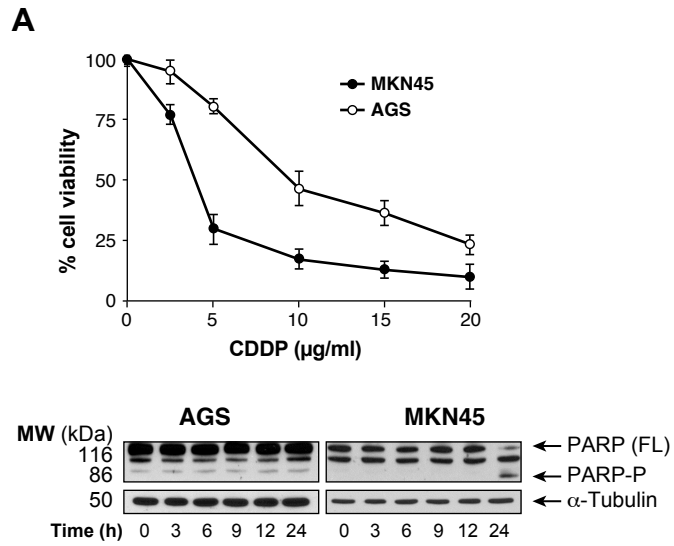 A
100
75
50
25
0
% cell viability
MKN45
AGS
0 5 10 15 20
CDDP (µg/ml)
AGS MKN45
MW (kDa)
116
86
50
PARP (FL)
PARP-P
α-Tubulin
Time (h) 0 3 6 9 12 24 0 3 6 9 12 24